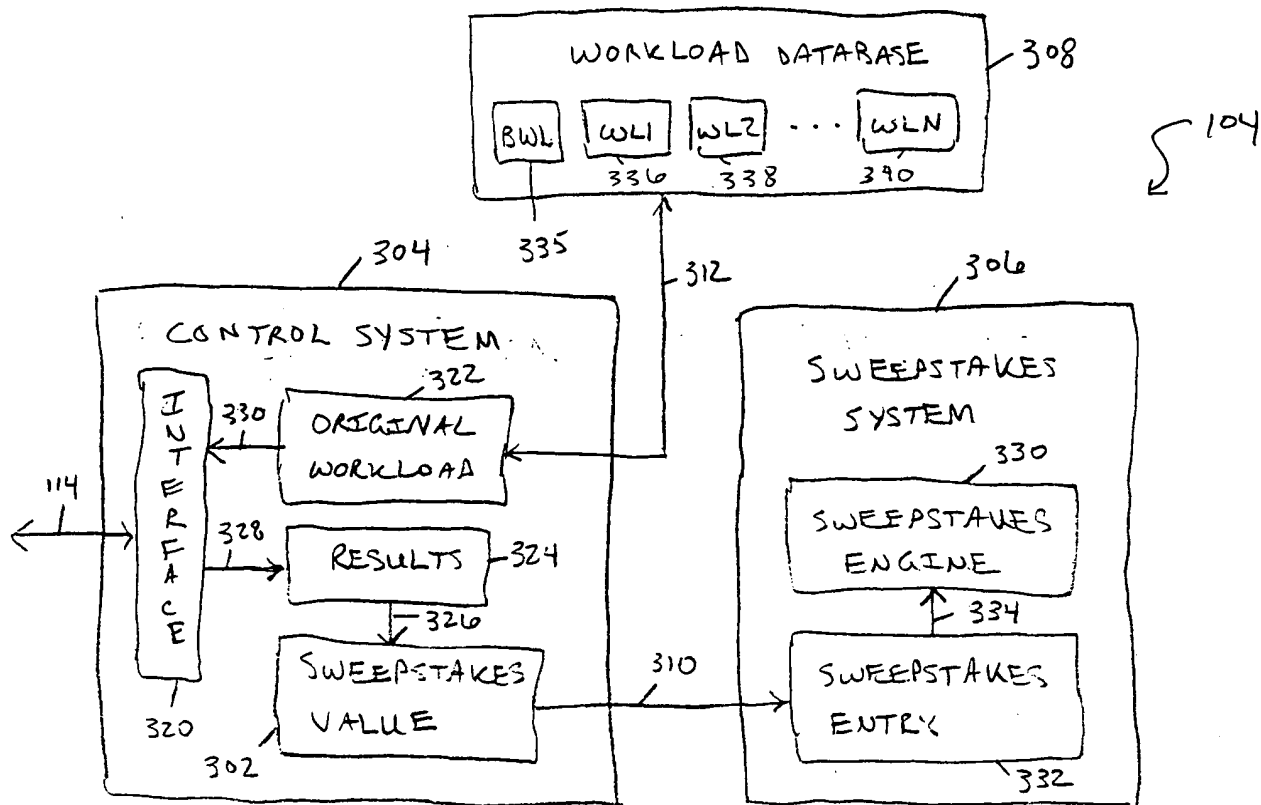 WORKLOAD DATABASE
308
BWL
WL1
WL2
...
WLN
104
336
338
340
335
304
312
306
CONTROL SYSTEM
SWEEPSTAKES
SYSTEM
322
INTERFACE
330
ORIGINAL
WORKLOAD
330
114
328
RESULTS
324
SWEEPSTAKES
ENGINE
326
334
SWEEPSTAKES
VALUE
310
SWEEPSTAKES
ENTRY
320
302
332